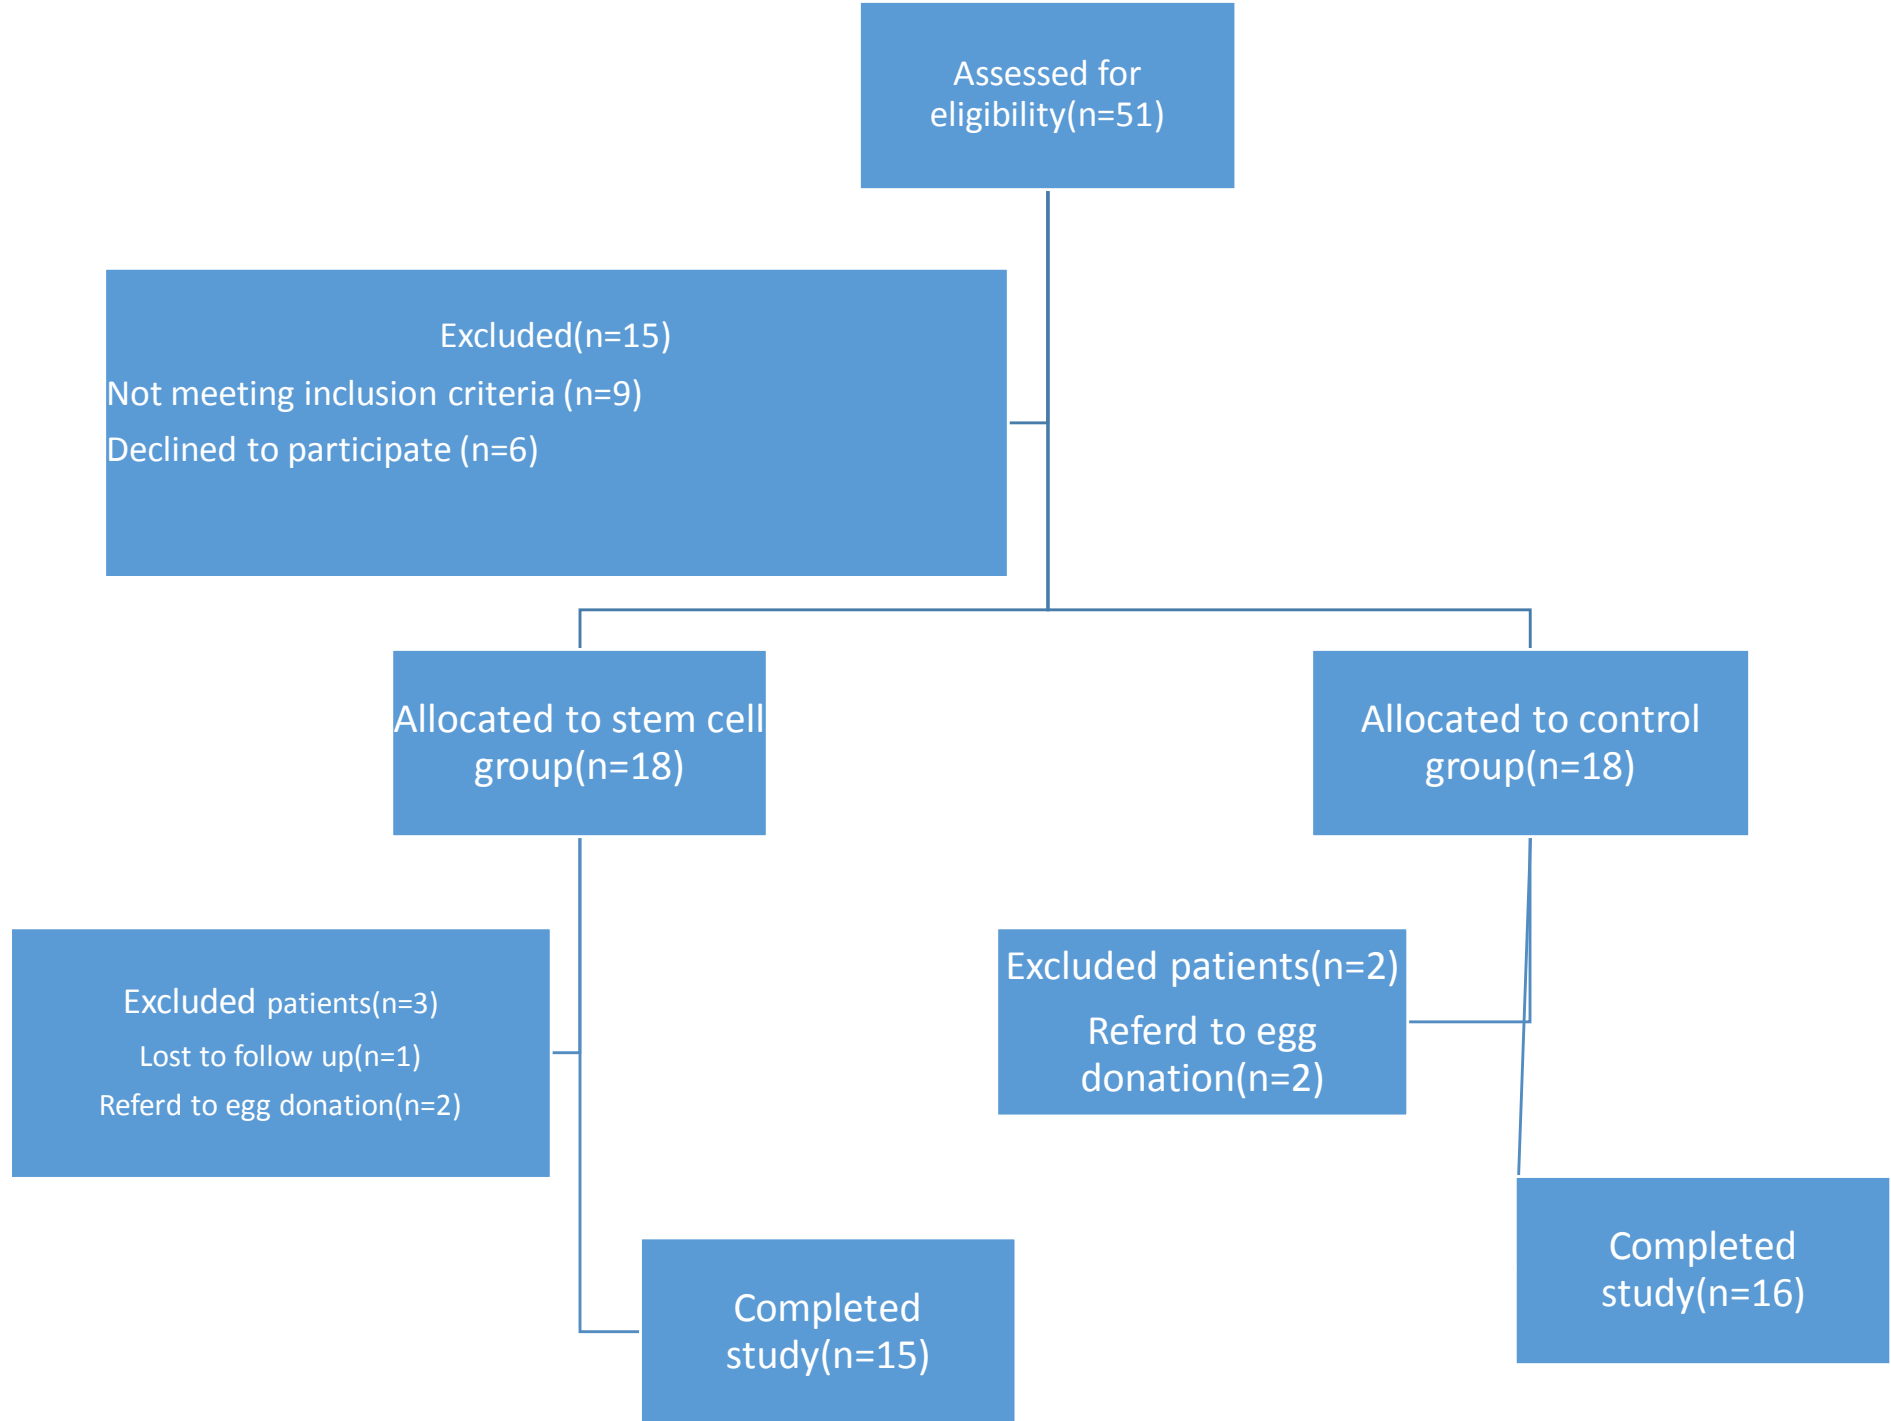 Assessed for
eligibility(n=51)
Excluded(n=15)
Not meeting inclusion criteria (n=9)
Declined to participate (n=6)
Allocated to stem cell
group(n=18)
Allocated to control
group(n=18)
Excluded patients(n=3)
Lost to follow up(n=1)
Referd to egg donation(n=2)
Excluded patients(n=2)
Referd to egg
donation(n=2)
Completed
study(n=15)
Completed
study(n=16)